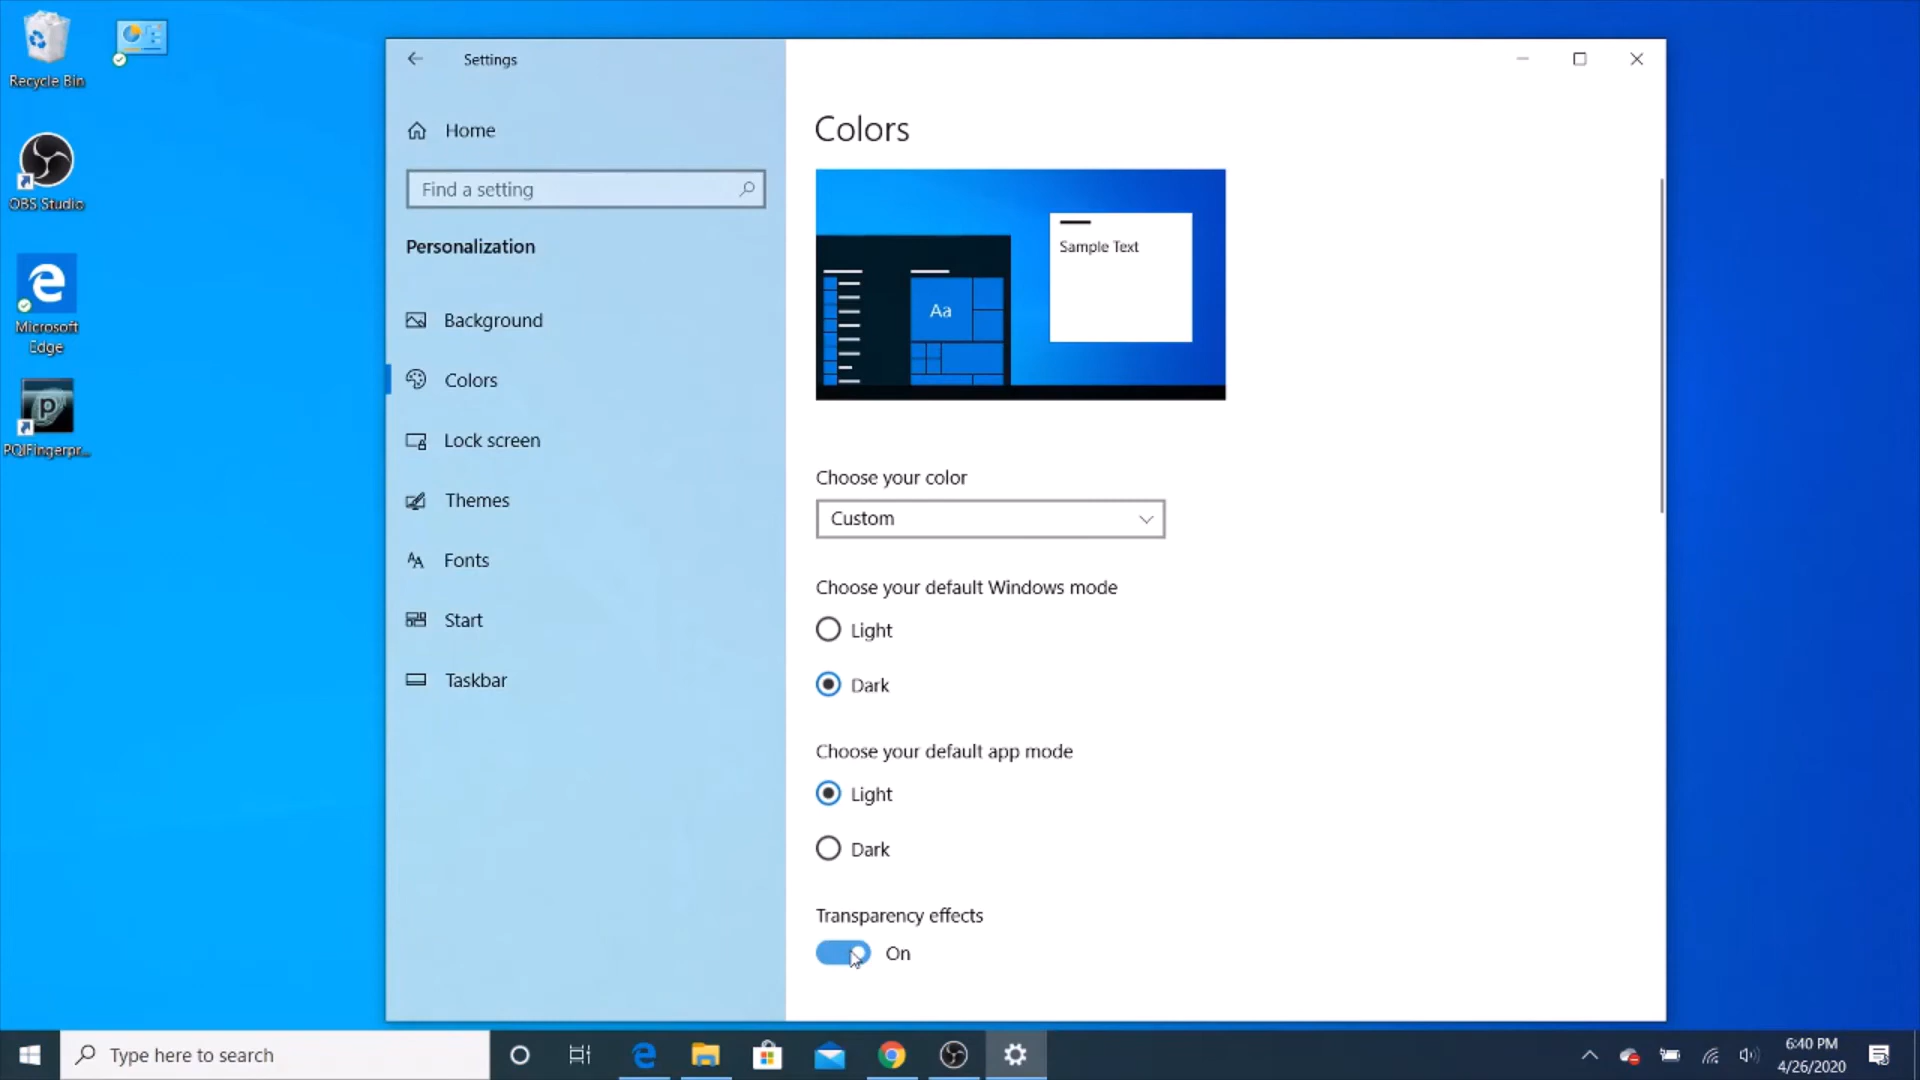 Recycle Bin
OBS Studio
Microsoft
Edge
PQIFingerpr...
Settings
Home
Find a setting
Personalization
Background
Colors
Lock screen
Themes
Fonts
Start
Taskbar
Colors
Sample Text
Aa
Choose your color
Custom
Choose your default Windows mode
Light
Dark
Choose your default app mode
Light
Dark
Transparency effects
On
Type here to search
6:40 PM
4/26/2020